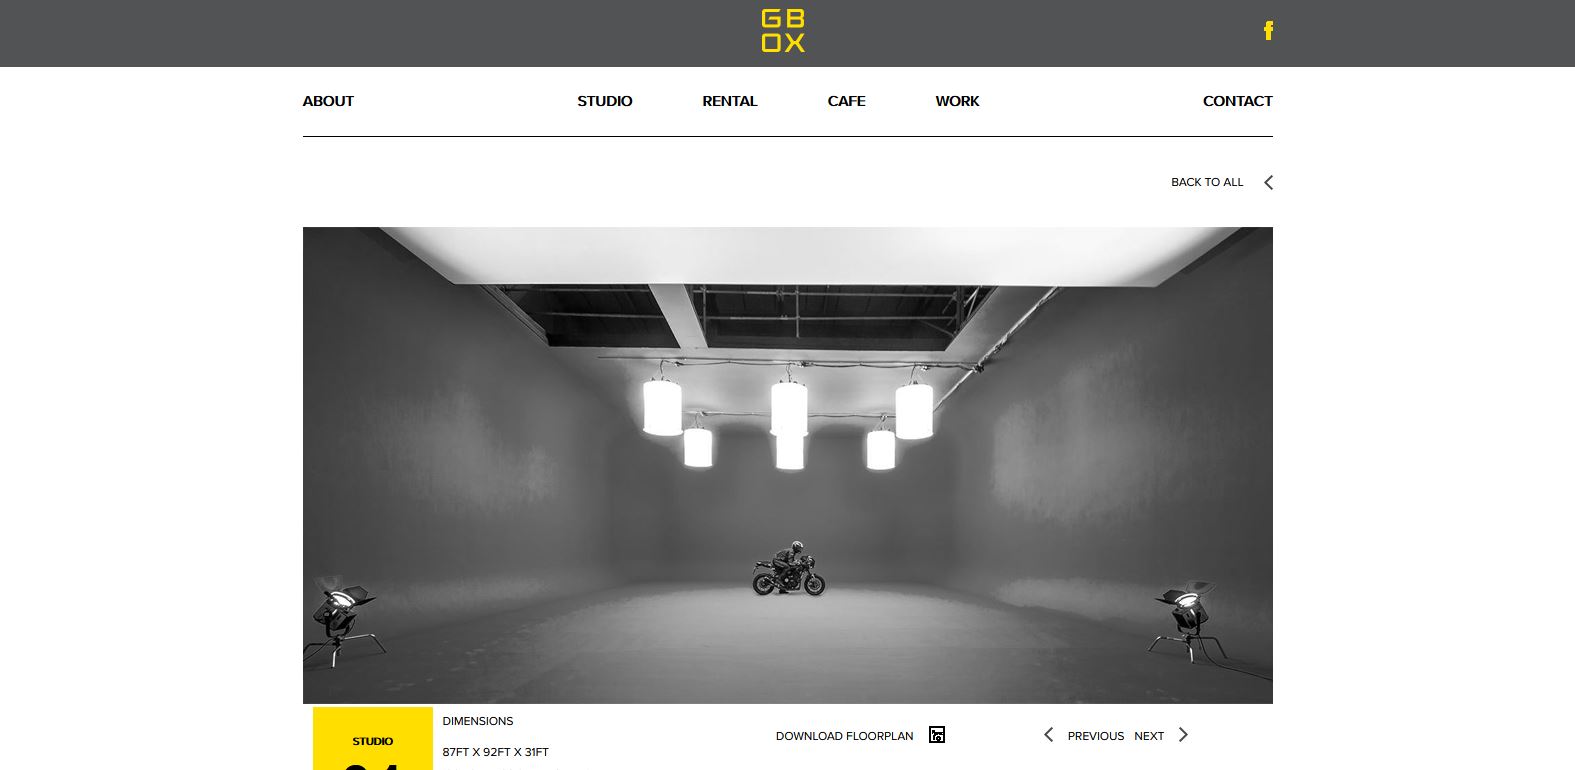 GB
OX
ABOUT
STUDIO
RENTAL
CAFE
WORK
CONTACT
BACK TO ALL
STUDIO
DIMENSIONS
87FT X 92FT X 31FT
DOWNLOAD FLOORPLAN
PREVIOUS
NEXT